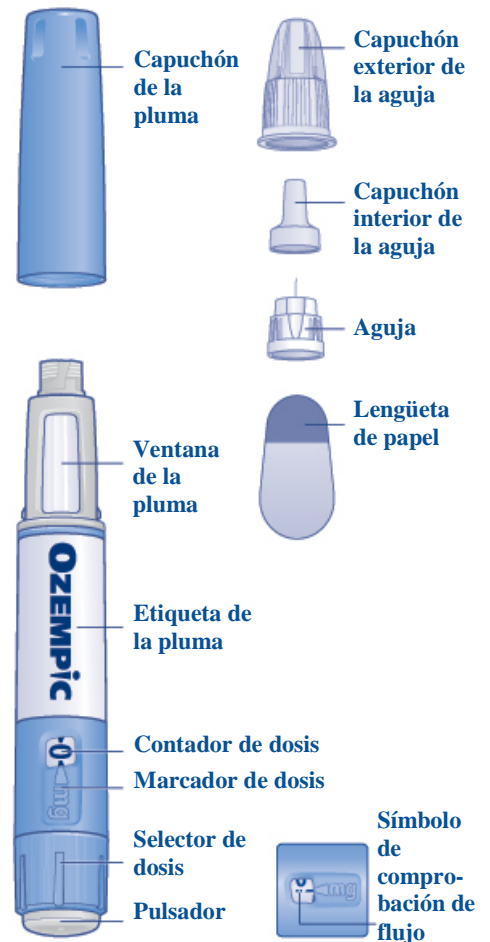 Capuchón
de la
pluma
Capuchón
exterior de
la aguja
Capuchón
interior de
la aguja
Aguja
Lengüeta
de papel
Ventana
de la
pluma
OZEMPIC
Etiqueta de
la pluma
0
mg
Contador de dosis
Marcador de dosis
Selector de
dosis
Pulsador
mg
Símbolo
de
compro-
bación de
flujo